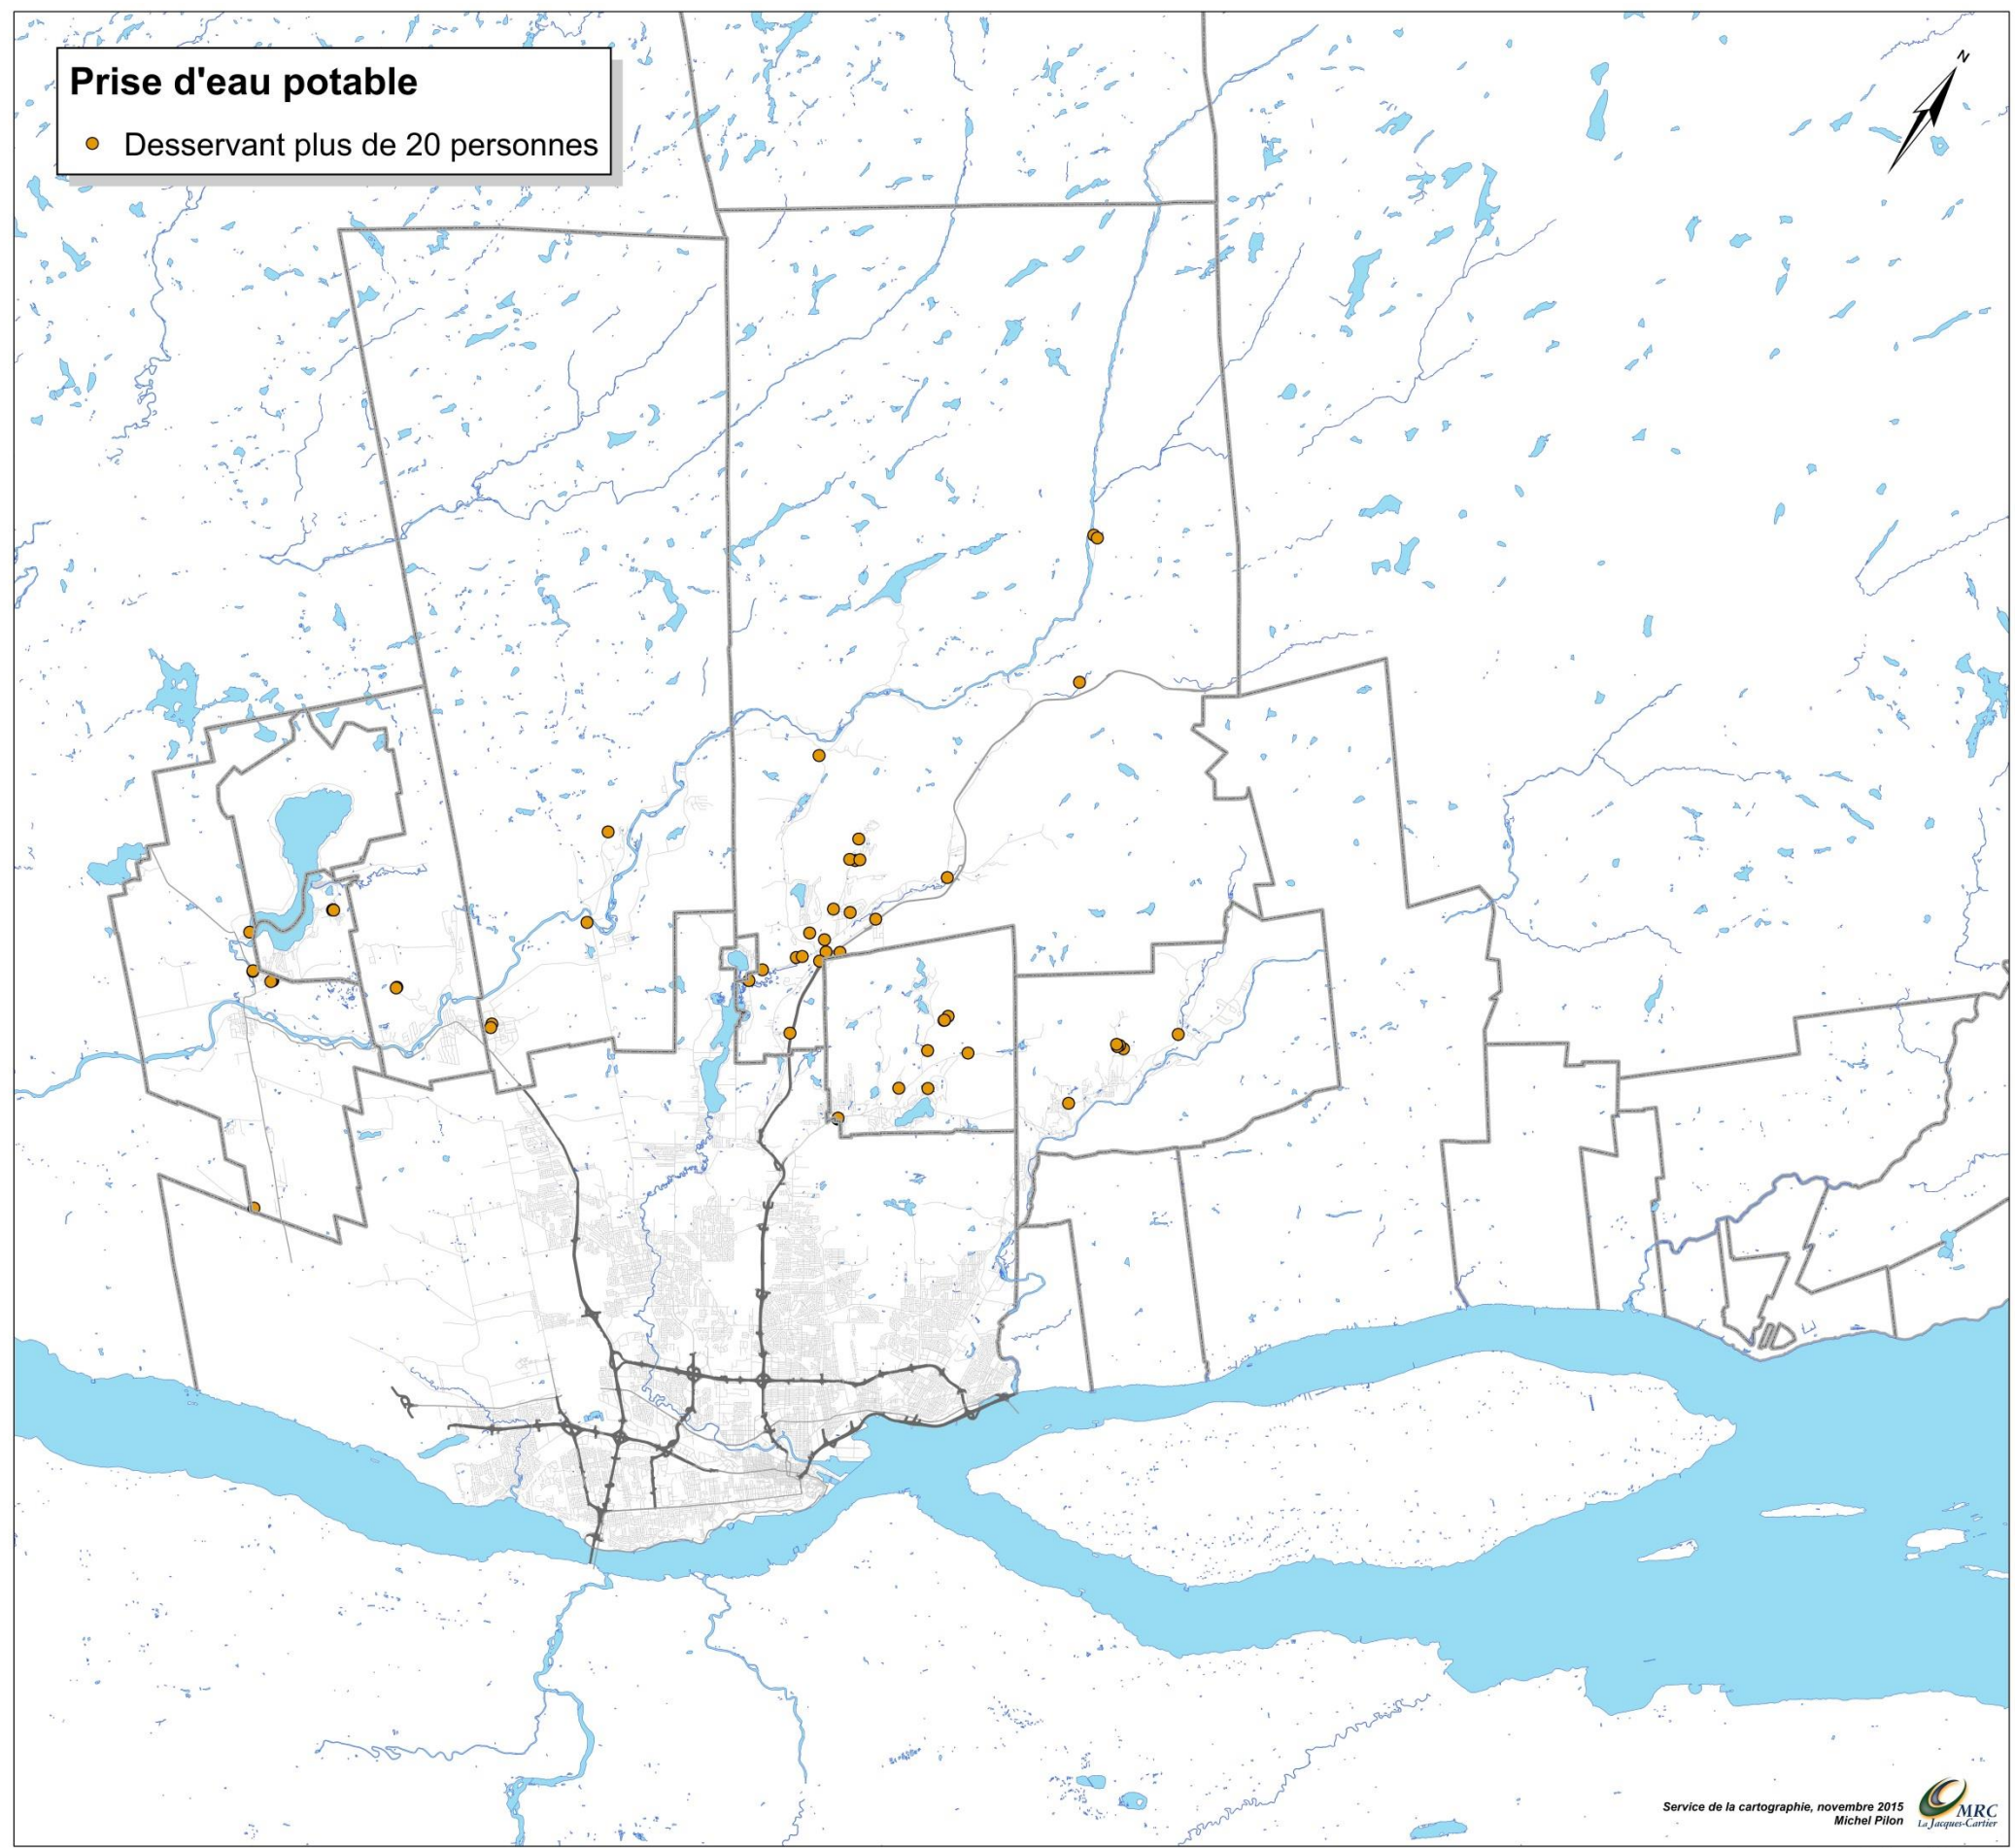 Prise d'eau potable
Desservant plus de 20 personnes
N
Service de la cartographie, novembre 2015
Michel Pilon
MRC
La Jacques-Cartier